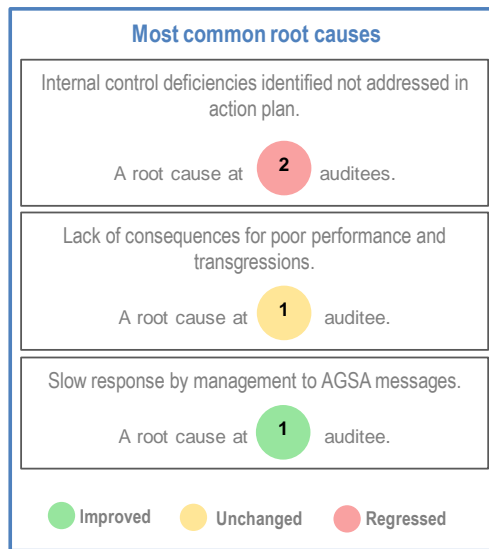 Most common root causes
Internal control deficiencies identified not addressed in
action plan.
A root cause at 2 auditees.
Lack of consequences for poor performance and
transgressions.
A root cause at 1 auditee.
Slow response by management to AGSA messages.
A root cause at 1 auditee.
Improved Unchanged Regressed